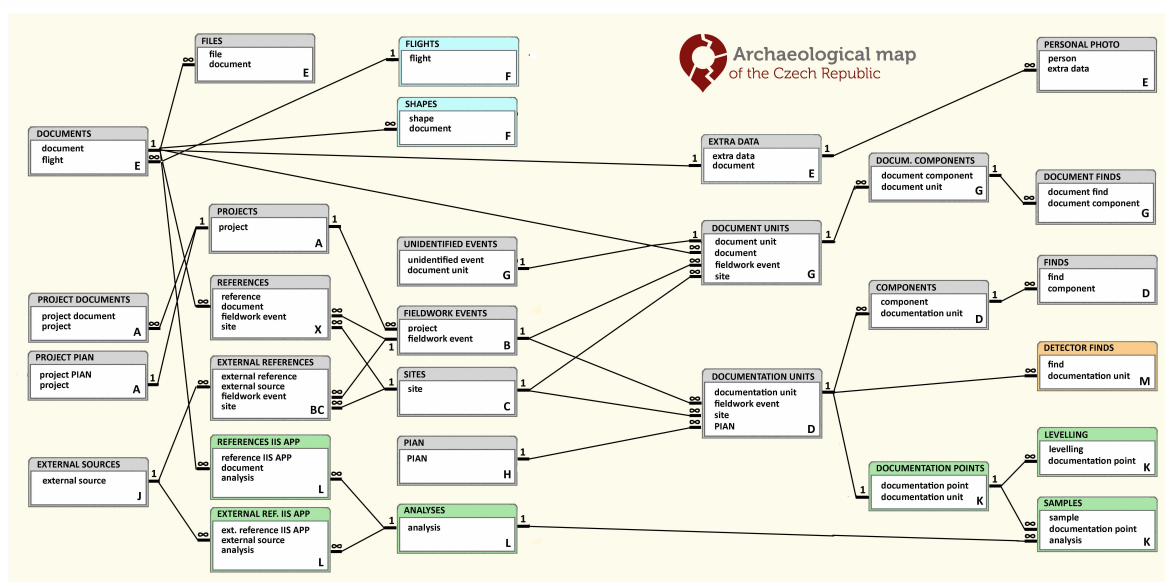 Archaeological map
of the Czech Republic
FILES
file
document
E
FLIGHTS
flight
F
PERSONAL PHOTO
person
extra data
E
SHAPES
shape
document
F
DOCUMENTS
document
flight
E
EXTRA DATA
extra data
document
E
DOCUM. COMPONENTS
document component
document unit
G
DOCUMENT FINDS
document find
document component
G
PROJECTS
project
A
UNIDENTIFIED EVENTS
unidentified event
document unit
G
DOCUMENT UNITS
document unit
document
fieldwork event
site
G
FINDS
find
component
D
PROJECT DOCUMENTS
project document
project
A
REFERENCES
reference
document
fieldwork event
site
X
FIELDWORK EVENTS
project
fieldwork event
B
COMPONENTS
component
documentation unit
D
PROJECT PIAN
project PIAN
project
A
EXTERNAL REFERENCES
external reference
external source
fieldwork event
site
BC
SITES
site
C
DOCUMENTATION UNITS
documentation unit
fieldwork event
site
PIAN
D
DETECTOR FINDS
find
documentation unit
M
EXTERNAL SOURCES
external source
J
REFERENCES IIS APP
reference IIS APP
document
analysis
L
PIAN
PIAN
H
DOCUMENTATION POINTS
documentation point
documentation unit
K
LEVELLING
levelling
documentation point
K
EXTERNAL REF. IIS APP
ext. reference IIS APP
external source
analysis
L
ANALYSES
analysis
L
SAMPLES
sample
documentation point
analysis
K